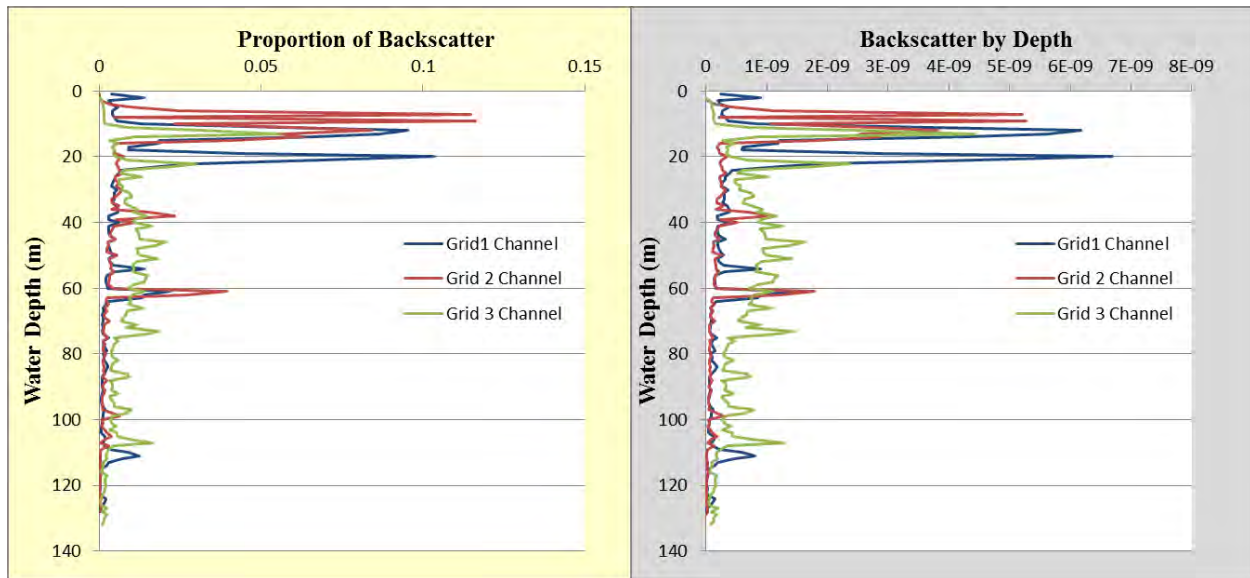 Proportion of Backscatter
0 0.05 0.1 0.15
0
20
40
60
80
100
120
140
Water Depth (m)
Grid1 Channel
Grid 2 Channel
Grid 3 Channel
Backscatter by Depth
0 1E-09 2E-09 3E-09 4E-09 5E-09 6E-09 7E-09 8E-09
0
20
40
60
80
100
120
140
Water Depth (m)
Grid1 Channel
Grid 2 Channel
Grid 3 Channel